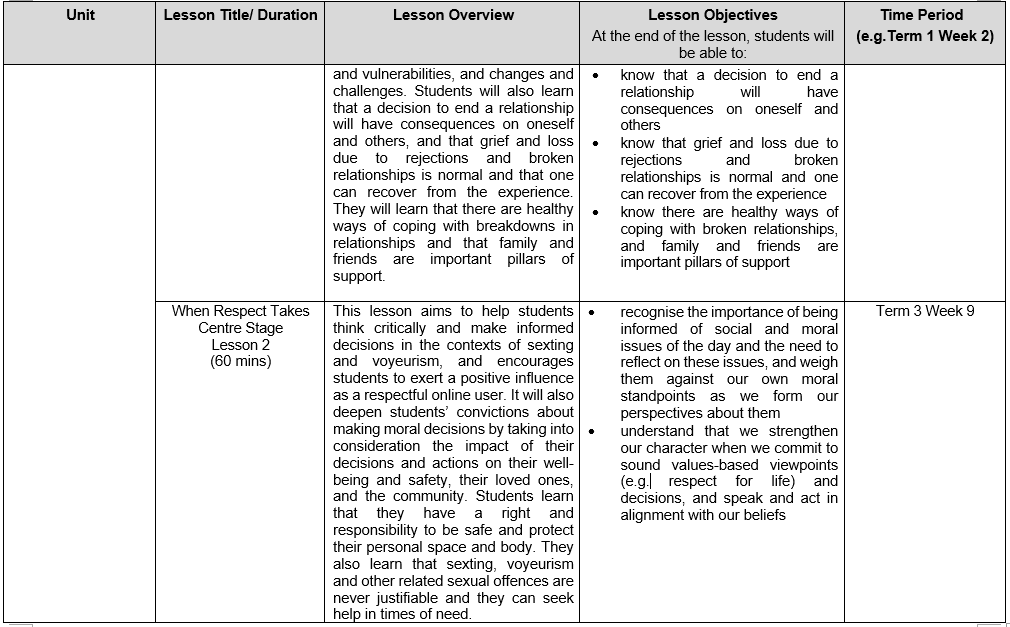 Unit
Lesson Title/ Duration
Lesson Overview
Lesson Objectives
At the end of the lesson, students will
be able to:
Time Period
(e.g.Term 1 Week 2)
and vulnerabilities, and changes and
challenges. Students will also learn
that a decision to end a relationship
will have consequences on oneself
and others, and that grief and loss
due to rejections and broken
relationships is normal and that one
can recover from the experience.
They will learn that there are healthy
ways of coping with breakdowns in
relationships and that family and
friends are important pillars of
support.
• know that a decision to end a
relationship will have
consequences on oneself and
others
• know that grief and loss due to
rejections and broken
relationships is normal and one
can recover from the experience
• know there are healthy ways of
coping with broken relationships,
and family and friends are
important pillars of support
When Respect Takes
Centre Stage
Lesson 2
(60 mins)
This lesson aims to help students
think critically and make informed
decisions in the contexts of sexting
and voyeurism, and encourages
students to exert a positive influence
as a respectful online user. It will also
deepen students’ convictions about
making moral decisions by taking into
consideration the impact of their
decisions and actions on their well-
being and safety, their loved ones,
and the community. Students learn
that they have a right and
responsibility to be safe and protect
their personal space and body. They
also learn that sexting, voyeurism
and other related sexual offences are
never justifiable and they can seek
help in times of need.
• recognise the importance of being
informed of social and moral
issues of the day and the need to
reflect on these issues, and weigh
them against our own moral
standpoints as we form our
perspectives about them
• understand that we strengthen
our character when we commit to
sound values-based viewpoints
(e.g. respect for life) and
decisions, and speak and act in
alignment with our beliefs
Term 3 Week 9